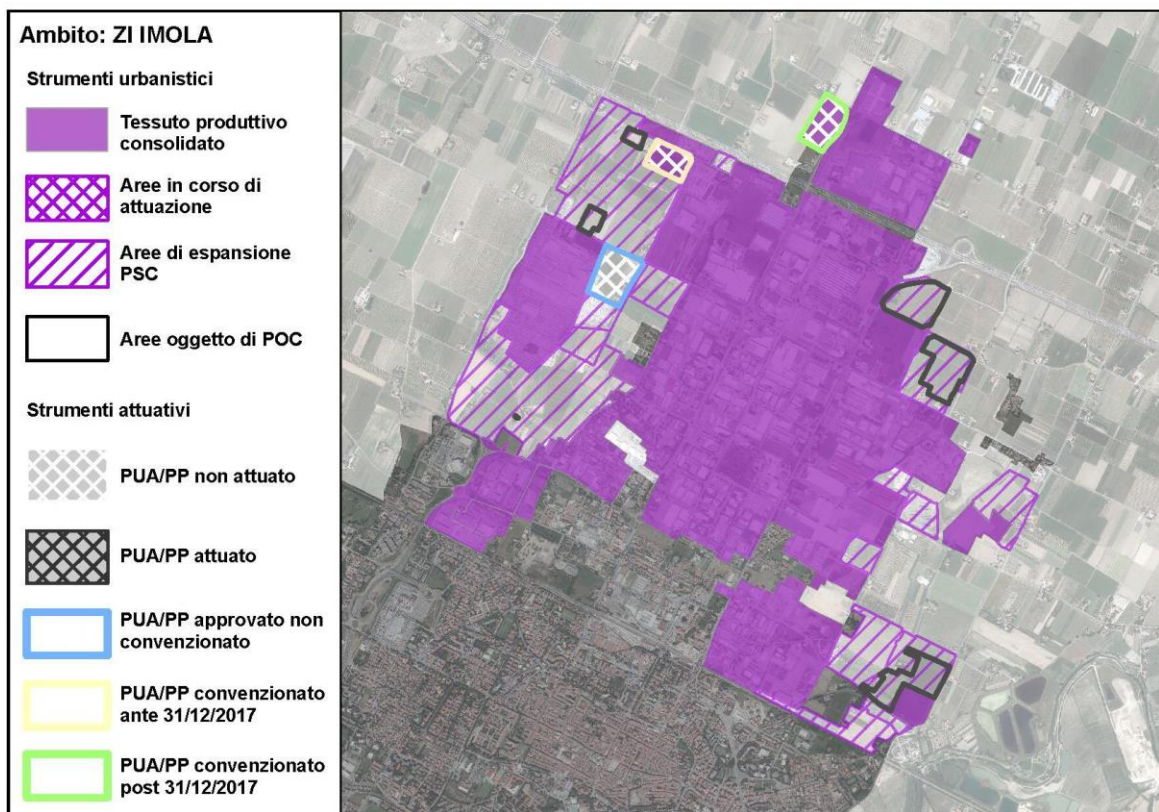 Ambito: ZI IMOLA
Strumenti urbanistici
Tessuto produttivo
consolidato
Aree in corso di
attuazione
Aree di espansione
PSC
Aree oggetto di POC
Strumenti attuativi
PUA/PP non attuato
PUA/PP attuato
PUA/PP approvato non
convenzionato
PUA/PP convenzionato
ante 31/12/2017
PUA/PP convenzionato
post 31/12/2017